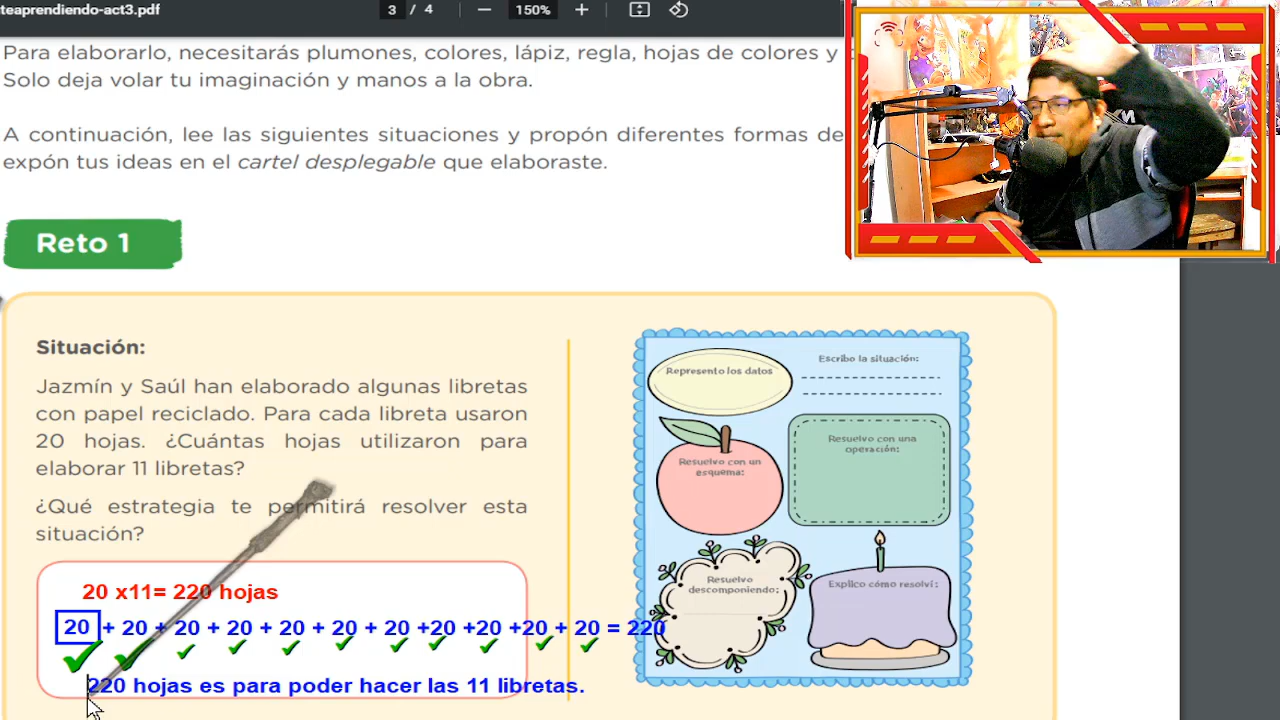 teaprendiendo-act3.pdf
3 / 4
150%
Para elaborarlo, necesitarás plumones, colores, lápiz, regla, hojas de colores y
Solo deja volar tu imaginación y manos a la obra.
A continuación, lee las siguientes situaciones y propón diferentes formas de
expón tus ideas en el cartel desplegable que elaboraste.
Reto 1
Situación:
Jazmín y Saúl han elaborado algunas libretas
con papel reciclado. Para cada libreta usaron
20 hojas. ¿Cuántas hojas utilizaron para
elaborar 11 libretas?
¿Qué estrategia te permitirá resolver esta
situación?
20 x11= 220 hojas
20 + 20 + 20 + 20 + 20 + 20 + 20 +20 +20 +20 + 20 = 220
220 hojas es para poder hacer las 11 libretas.
Represento los datos
Escribo la situación:
Resuelvo con un
esquema:
Resuelvo con una
operación:
Resuelvo
descomponiendo:
Explico cómo resolví: